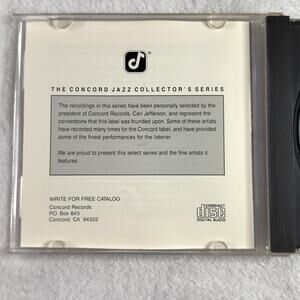 THE CONCORD JAZZ COLLECTOR'S SERIES
The recordings in this series have been personally selected by the
president of Concord Records, Carl Jefferson, and represent the
cornerstone that this label was founded upon. Some of these artists
have recorded many times for the Concord label, and have provided
some of the finest performances for the listener.
We are proud to present this select series and the fine artists it
features.
WRITE FOR FREE CATALOG
Concord Records
P.O. Box 845
Concord, CA 94522
COMPACT
disc
DIGITAL AUDIO